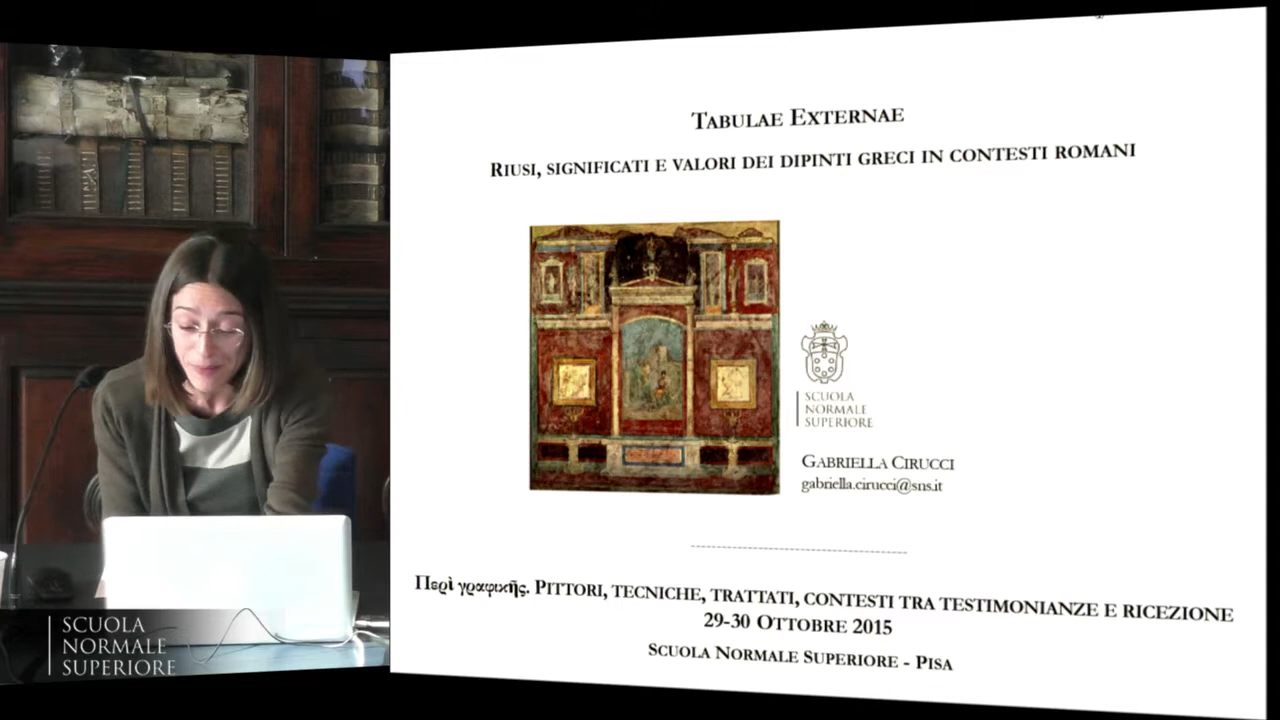 TABULAE EXTERNAE
RIUSI, SIGNIFICATI E VALORI DEI DIPINTI GRECI IN CONTESTI ROMANI
SCUOLA
NORMALE
SUPERIORE
GABRIELLA CIRUCCI
gabriella.cirucci@sns.it
Περὶ γραφικῆς. PITTORI, TECNICHE, TRATTATI, CONTESTI TRA TESTIMONIANZE E RICEZIONE
29-30 OTTOBRE 2015
SCUOLA NORMALE SUPERIORE - PISA
SCUOLA
NORMALE
SUPERIORE